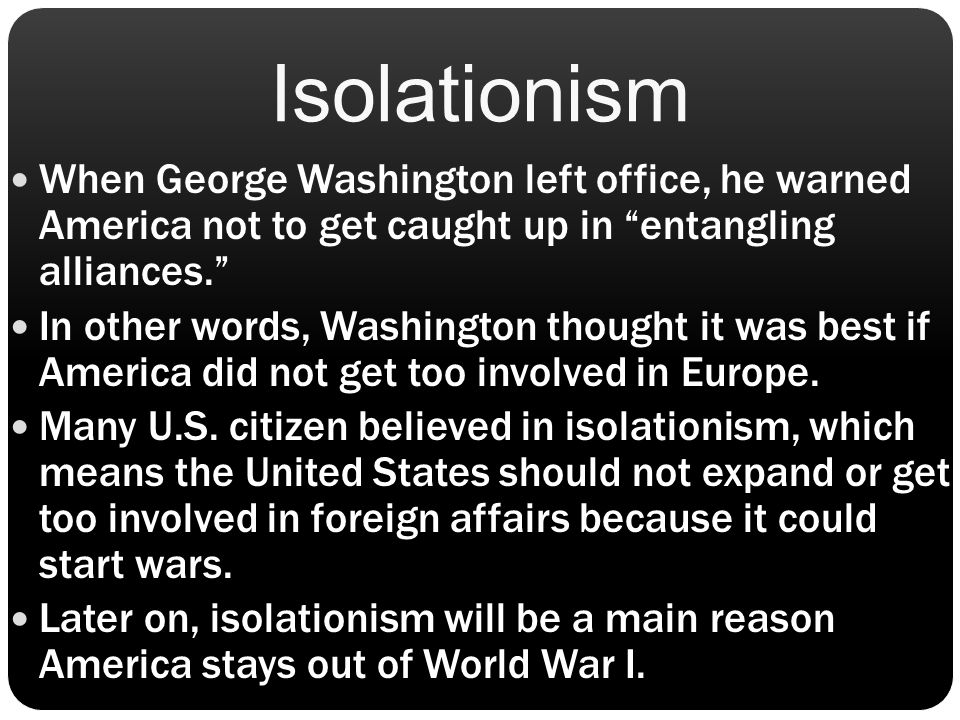 Isolationism
• When George Washington left office, he warned
America not to get caught up in “entangling
alliances.”
• In other words, Washington thought it was best if
America did not get too involved in Europe.
• Many U.S. citizen believed in isolationism, which
means the United States should not expand or get
too involved in foreign affairs because it could
start wars.
• Later on, isolationism will be a main reason
America stays out of World War I.